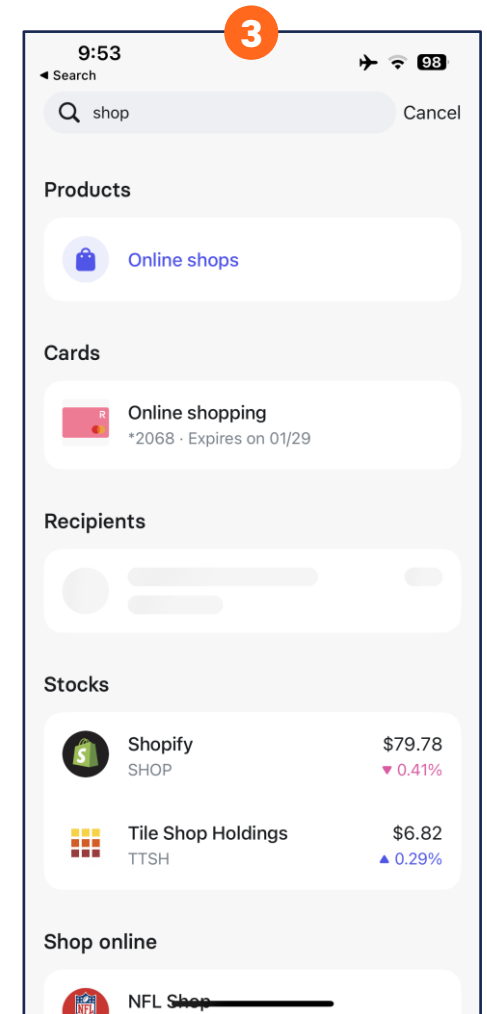 3
9:53
98
◀ Search
shop
Cancel
Products
Online shops
Cards
R
Online shopping
*2068 · Expires on 01/29
Recipients
Stocks
S
Shopify
$79.78
SHOP
▼ 0.41%
Tile Shop Holdings
$6.82
TTSH
▲ 0.29%
Shop online
NFL
NFL Shop